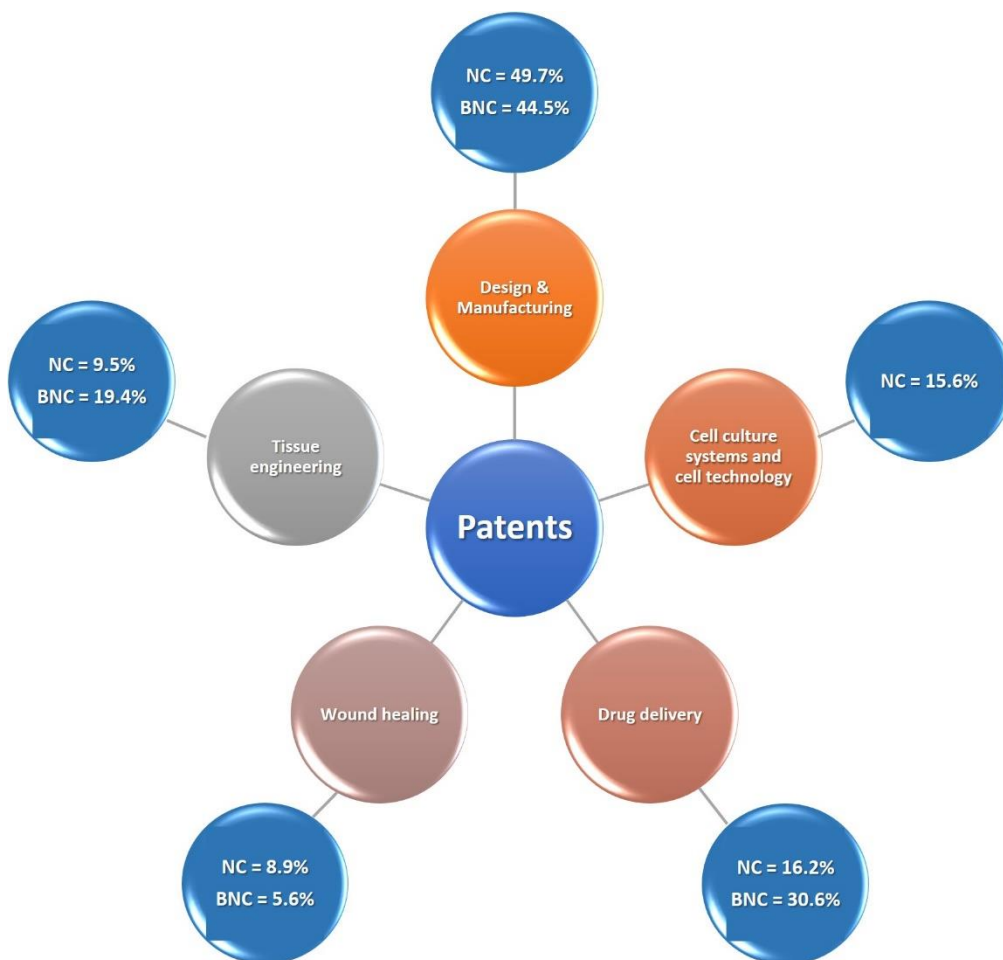 NC = 49.7%
BNC = 44.5%
Design &
Manufacturing
NC = 9.5%
BNC = 19.4%
Tissue
engineering
NC = 15.6%
Cell culture
systems and
cell technology
Patents
Wound healing
Drug delivery
NC = 8.9%
BNC = 5.6%
NC = 16.2%
BNC = 30.6%